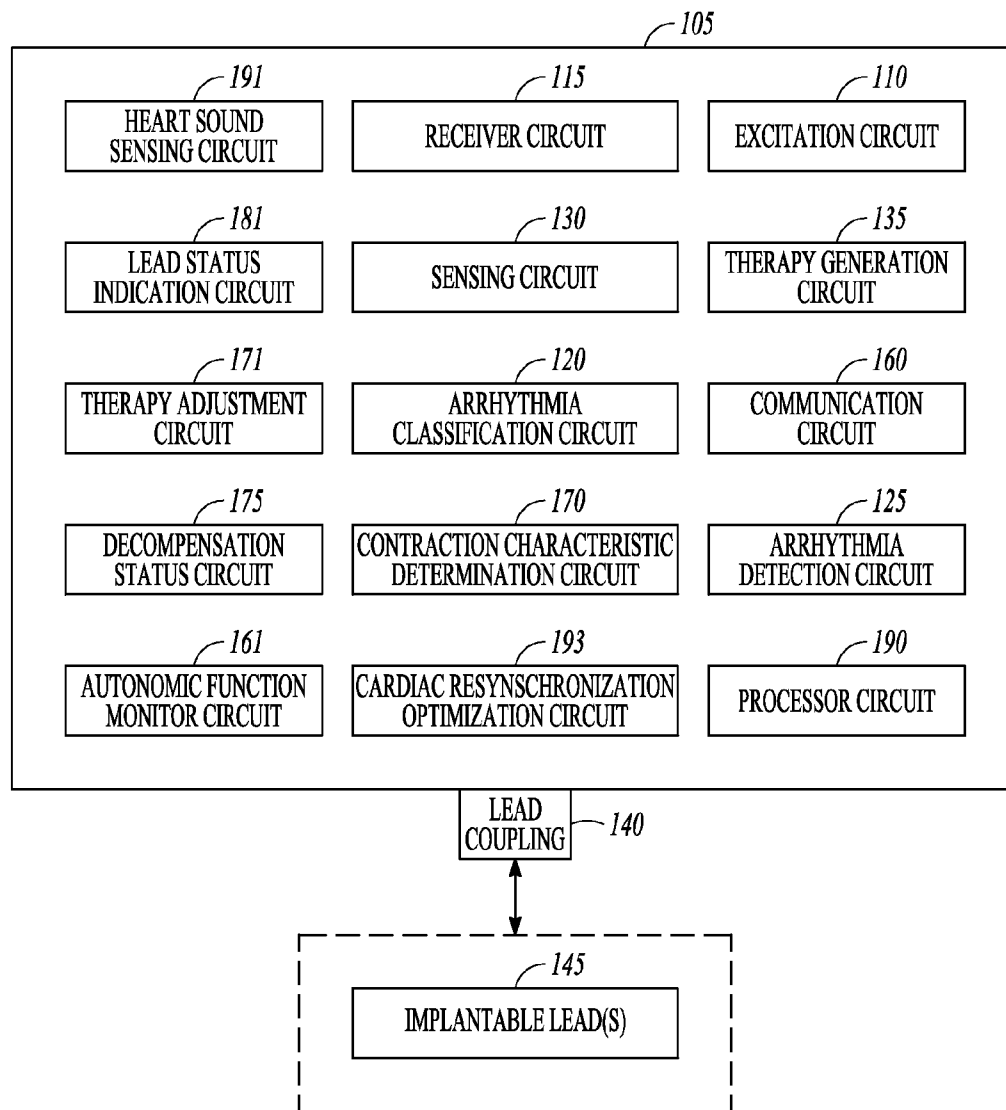 105
191
115
110
HEART SOUND
SENSING CIRCUIT
RECEIVER CIRCUIT
EXCITATION CIRCUIT
181
130
135
LEAD STATUS
INDICATION CIRCUIT
SENSING CIRCUIT
THERAPY GENERATION
CIRCUIT
171
120
160
THERAPY ADJUSTMENT
CIRCUIT
ARRHYTHMIA
CLASSIFICATION CIRCUIT
COMMUNICATION
CIRCUIT
175
170
125
DECOMPENSATION
STATUS CIRCUIT
CONTRACTION CHARACTERISTIC
DETERMINATION CIRCUIT
ARRHYTHMIA
DETECTION CIRCUIT
161
193
190
AUTONOMIC FUNCTION
MONITOR CIRCUIT
CARDIAC RESYNSCHRONIZATION
OPTIMIZATION CIRCUIT
PROCESSOR CIRCUIT
LEAD
COUPLING
140
145
IMPLANTABLE LEAD(S)